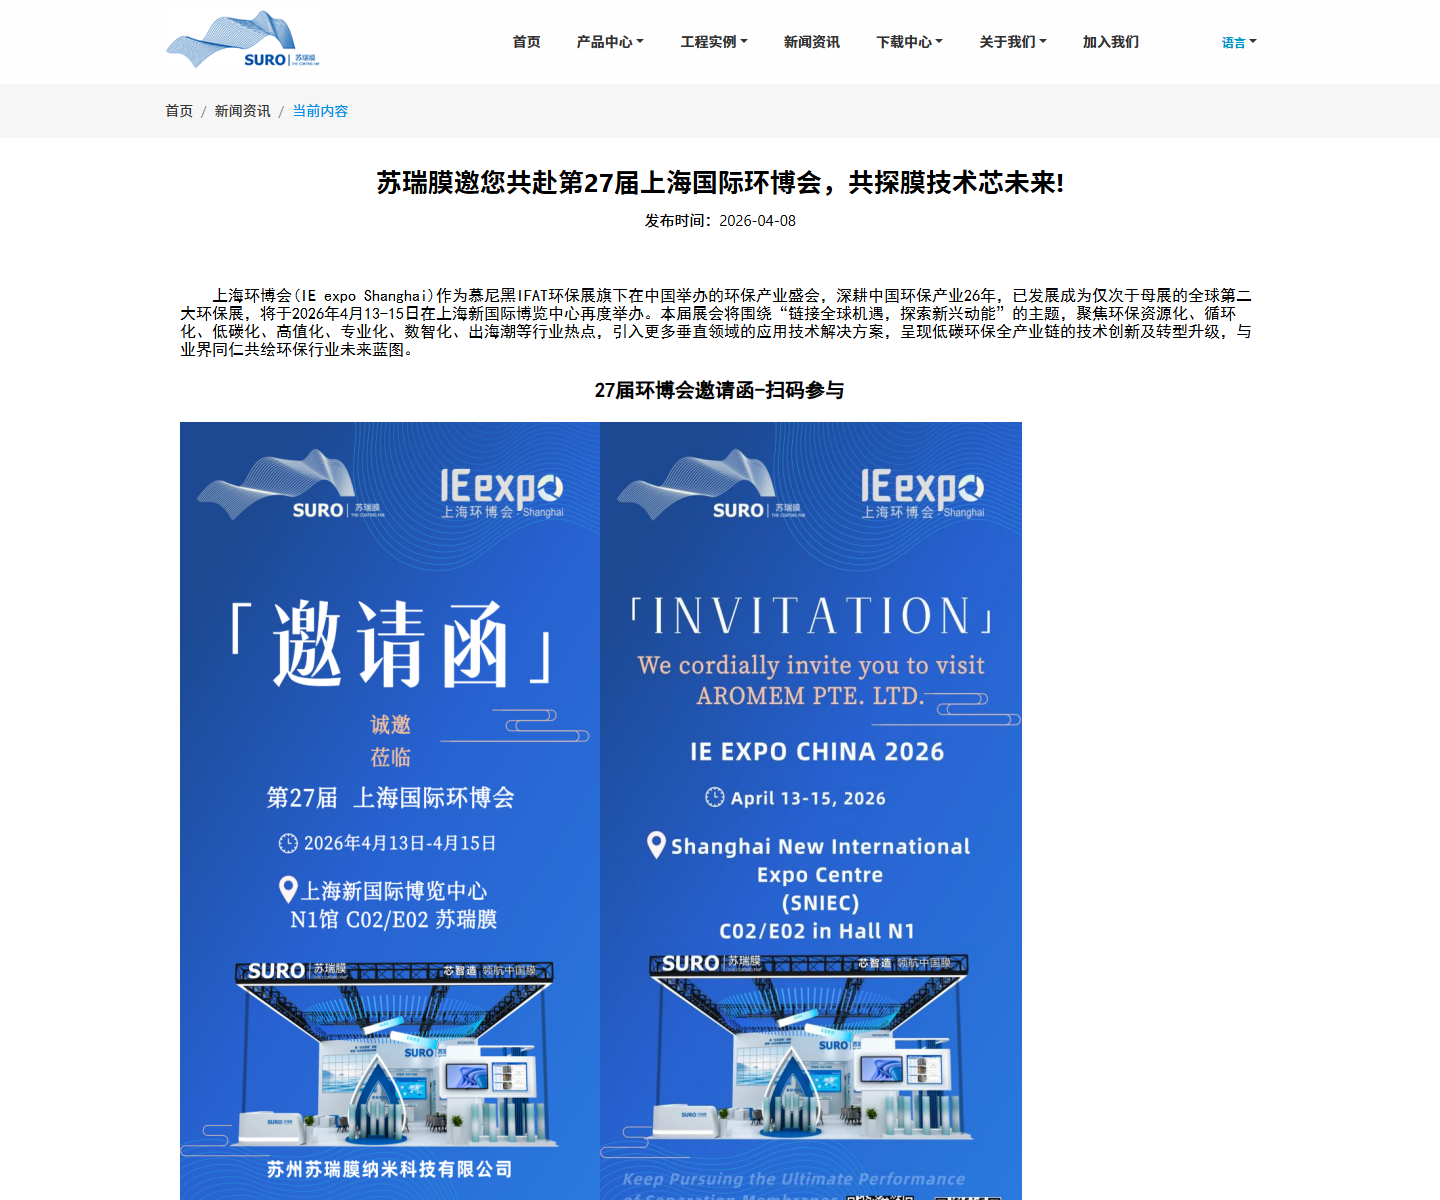 SURO 苏瑞膜
THE COATING FAB
首页 产品中心 工程实例 新闻资讯 下载中心 关于我们 加入我们 语言
首页 / 新闻资讯 / 当前内容
苏瑞膜邀您共赴第27届上海国际环博会，共探膜技术芯未来!
发布时间：2026-04-08
上海环博会(IE expo Shanghai)作为慕尼黑IFAT环保展旗下在中国举办的环保产业盛会，深耕中国环保产业26年，已发展成为仅次于母展的全球第二
大环保展，将于2026年4月13-15日在上海新国际博览中心再度举办。本届展会将围绕“链接全球机遇，探索新兴动能”的主题，聚焦环保资源化、循环
化、低碳化、高值化、专业化、数智化、出海潮等行业热点，引入更多垂直领域的应用技术解决方案，呈现低碳环保全产业链的技术创新及转型升级，与
业界同仁共绘环保行业未来蓝图。
27届环博会邀请函-扫码参与
SURO 苏瑞膜
THE COATING FAB
IEexpo
上海环博会 - Shanghai
「邀请函」
诚邀
莅临
第27届 上海国际环博会
2026年4月13日-4月15日
上海新国际博览中心
N1馆 C02/E02 苏瑞膜
SURO 苏瑞膜
芯智造 领航中国膜
SURO
SURO
苏州苏瑞膜纳米科技有限公司
SURO 苏瑞膜
THE COATING FAB
IEexpo
上海环博会 - Shanghai
「INVITATION」
We cordially invite you to visit
AROMEM PTE. LTD.
IE EXPO CHINA 2026
April 13-15, 2026
Shanghai New International
Expo Centre
(SNIEC)
C02/E02 in Hall N1
SURO 苏瑞膜
芯智造 领航中国膜
SURO
SURO
Keep Pursuing the Ultimate Performance
of Separation Membranes